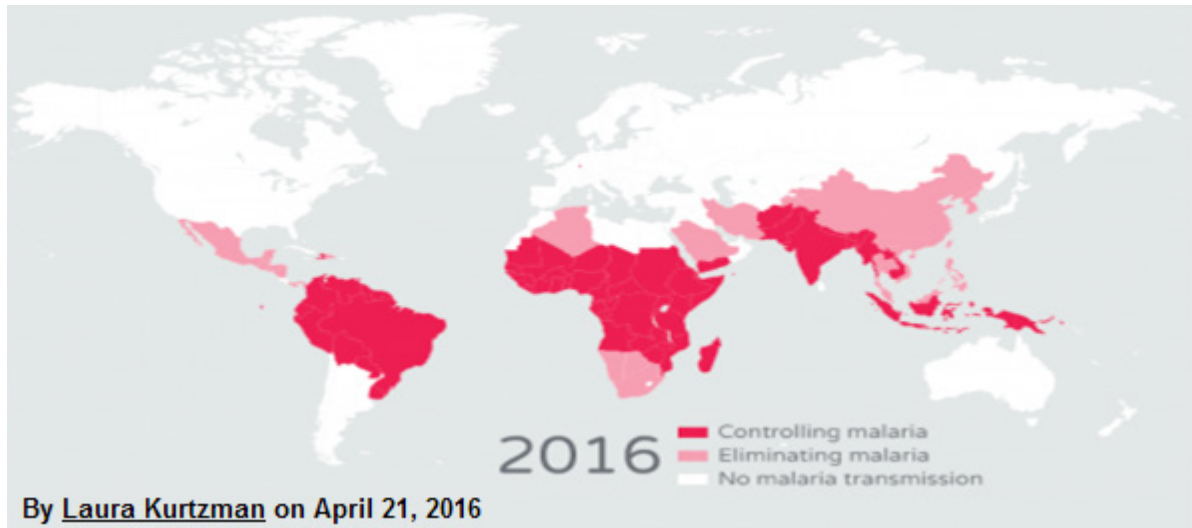 2016
Controlling malaria
Eliminating malaria
No malaria transmission
By Laura Kurtzman on April 21, 2016